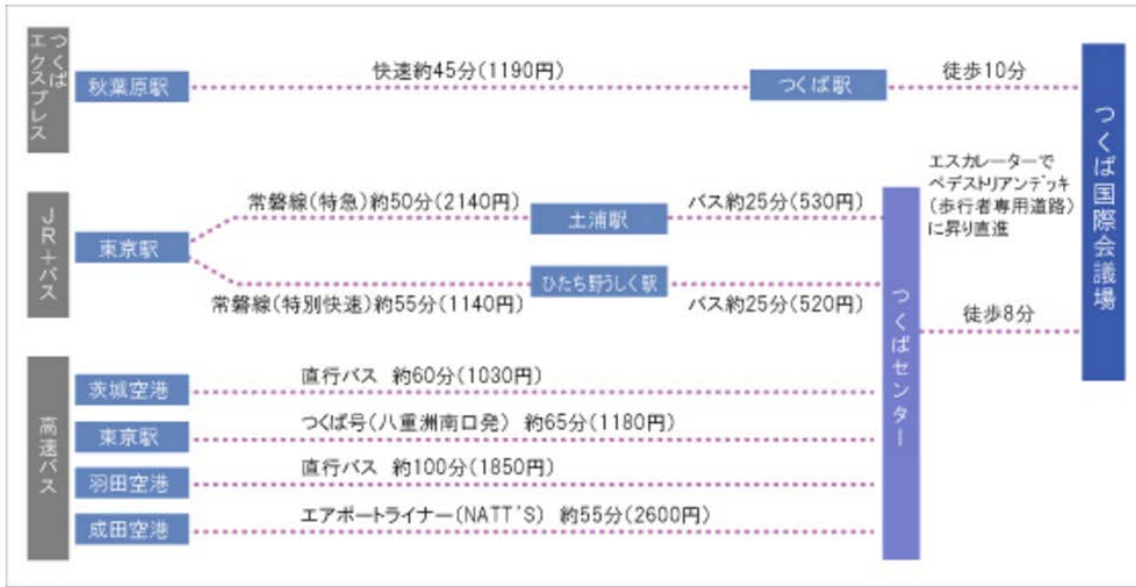 つくば
エクスプレス
秋葉原駅
快速約45分(1190円)
つくば駅
徒歩10分
つくば国際会議場
エスカレーターで
ペデストリアンデッキ
(歩行者専用道路)
に昇り直進
JR+バス
東京駅
常磐線(特急)約50分(2140円)
土浦駅
バス約25分(530円)
常磐線(特別快速)約55分(1140円)
ひたち野うしく駅
バス約25分(520円)
つくばセンター
徒歩8分
高速バス
茨城空港
直行バス 約60分(1030円)
東京駅
つくば号(八重洲南口発) 約65分(1180円)
羽田空港
直行バス 約100分(1850円)
成田空港
エアポートライナー(NATT'S) 約55分(2600円)